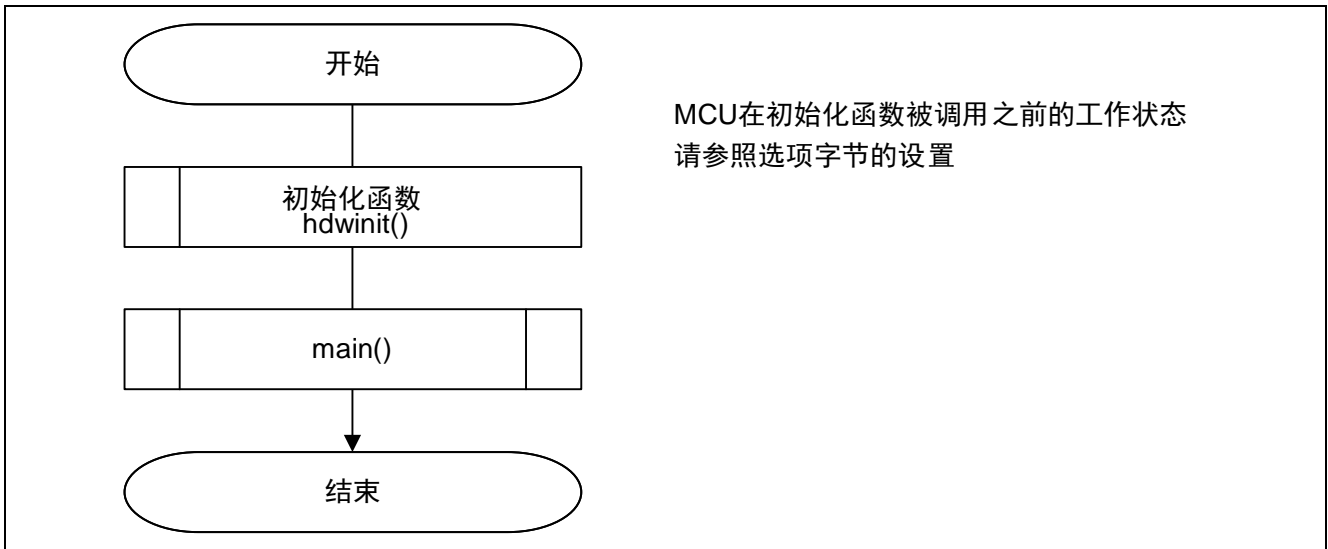 开始
MCU在初始化函数被调用之前的工作状态
请参照选项字节的设置
初始化函数
hdwinit()
main()
结束